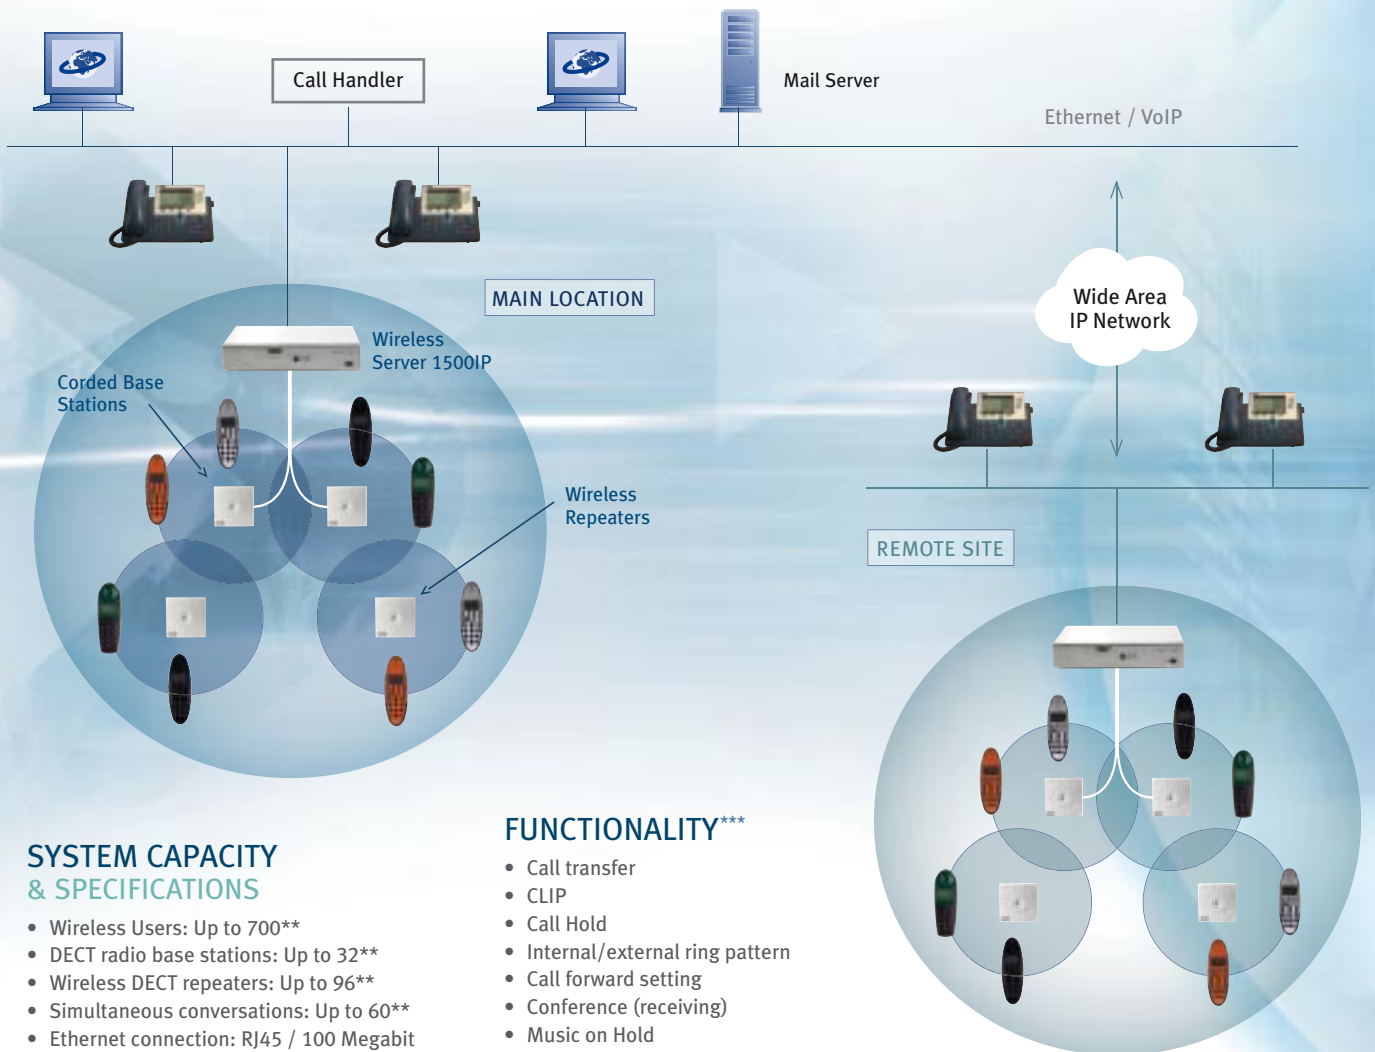 Call Handler
Mail Server
Ethernet / VoIP
MAIN LOCATION
Wide Area
IP Network
Wireless
Server 1500IP
Corded Base
Stations
Wireless
Repeaters
REMOTE SITE
SYSTEM CAPACITY
& SPECIFICATIONS
• Wireless Users: Up to 700**
• DECT radio base stations: Up to 32**
• Wireless DECT repeaters: Up to 96**
• Simultaneous conversations: Up to 60**
• Ethernet connection: RJ45 / 100 Megabit
FUNCTIONALITY***
• Call transfer
• CLIP
• Call Hold
• Internal/external ring pattern
• Call forward setting
• Conference (receiving)
• Music on Hold